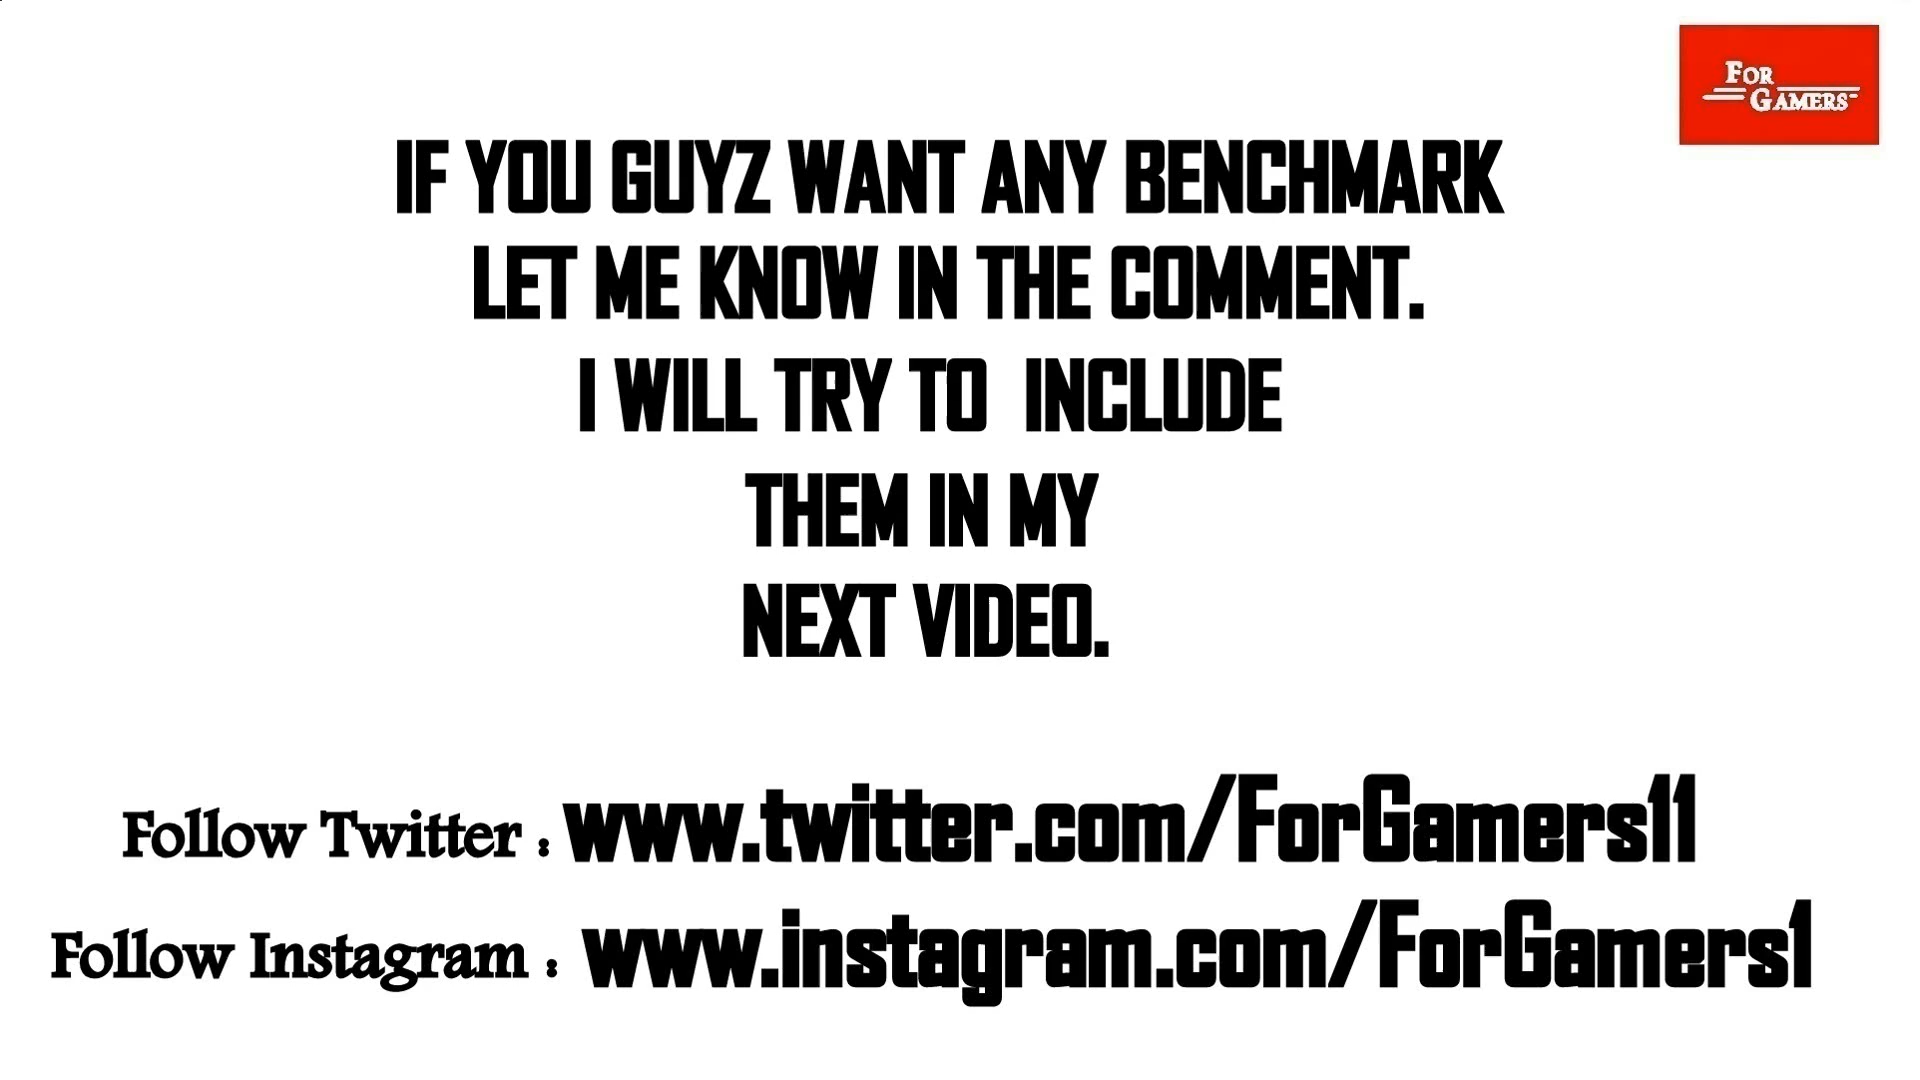 FOR
GAMERS
IF YOU GUYZ WANT ANY BENCHMARK
LET ME KNOW IN THE COMMENT.
I WILL TRY TO INCLUDE
THEM IN MY
NEXT VIDEO.
Follow Twitter : www.twitter.com/ForGamers11
Follow Instagram : www.instagram.com/ForGamers1